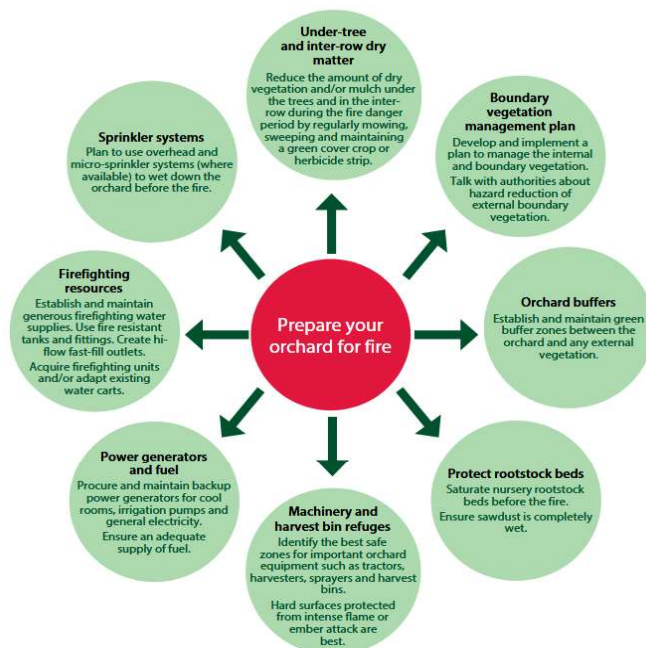 Under-tree
and inter-row dry
matter
Reduce the amount of dry
vegetation and/or mulch under
the trees and in the inter-
row during the fire danger
period by regularly mowing,
sweeping and maintaining
a green cover crop or
herbicide strip.
Boundary
vegetation
management plan
Develop and implement a
plan to manage the internal
and boundary vegetation.
Talk with authorities about
hazard reduction of
external boundary
vegetation.
Orchard buffers
Establish and maintain green
buffer zones between the
orchard and any external
vegetation.
Protect rootstock beds
Saturate nursery rootstock
beds before the fire.
Ensure sawdust is completely
wet.
Machinery and
harvest bin refuges
Identify the best safe
zones for important orchard
equipment such as tractors,
harvesters, sprayers and harvest
bins.
Hard surfaces protected
from intense flame or
ember attack are
best.
Power generators
and fuel
Procure and maintain backup
power generators for cool
rooms, irrigation pumps and
general electricity.
Ensure an adequate
supply of fuel.
Firefighting
resources
Establish and maintain
generous firefighting water
supplies. Use fire resistant
tanks and fittings. Create hi-
flow fast-fill outlets.
Acquire firefighting units
and/or adapt existing
water carts.
Sprinkler systems
Plan to use overhead and
micro-sprinkler systems (where
available) to wet down the
orchard before the fire.
Prepare your
orchard for fire